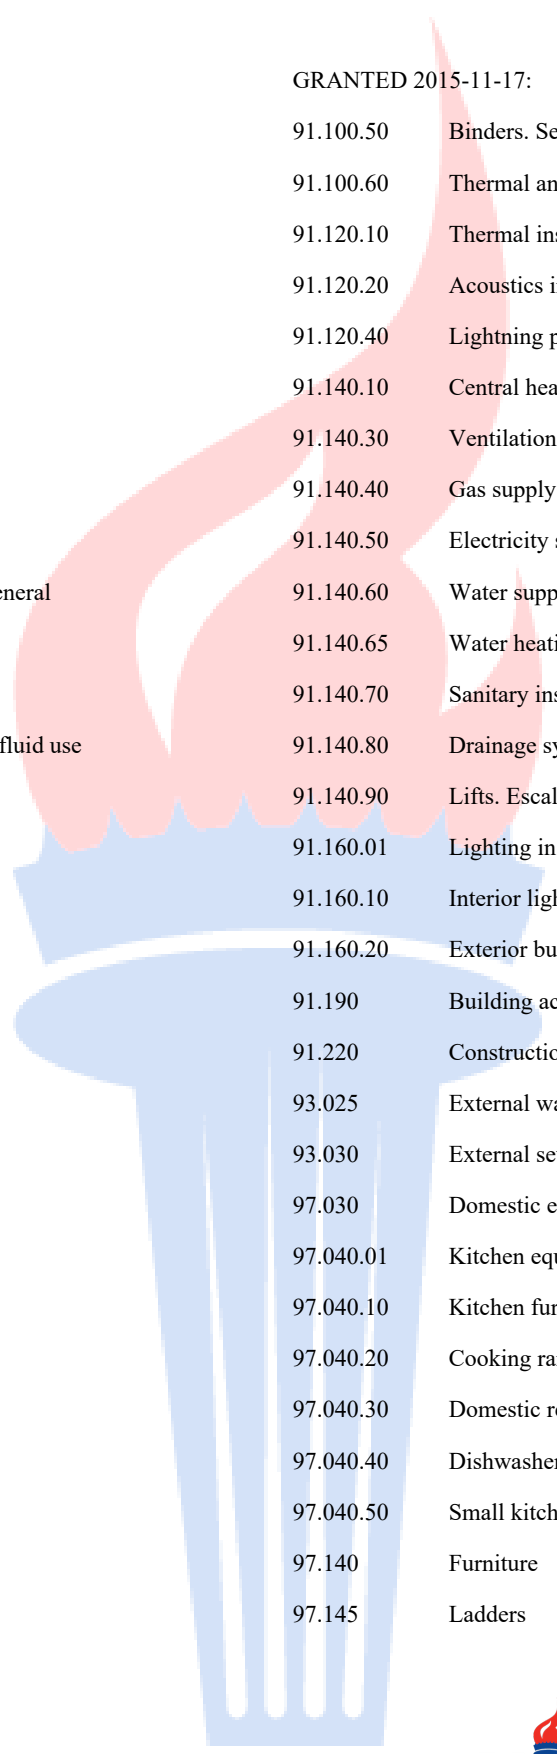 GRANTED 2015-11-17:
91.100.50 Binders. Se
91.100.60 Thermal an
91.120.10 Thermal ins
91.120.20 Acoustics i
91.120.40 Lightning p
91.140.10 Central hea
91.140.30 Ventilation
91.140.40 Gas supply
91.140.50 Electricity s
eneral
91.140.60 Water supp
91.140.65 Water heati
91.140.70 Sanitary ins
fluid use
91.140.80 Drainage sy
91.140.90 Lifts. Escal
91.160.01 Lighting in
91.160.10 Interior ligh
91.160.20 Exterior bu
91.190 Building ac
91.220 Constructio
93.025 External wa
93.030 External se
97.030 Domestic e
97.040.01 Kitchen equ
97.040.10 Kitchen fur
97.040.20 Cooking ra
97.040.30 Domestic re
97.040.40 Dishwasher
97.040.50 Small kitch
97.140 Furniture
97.145 Ladders